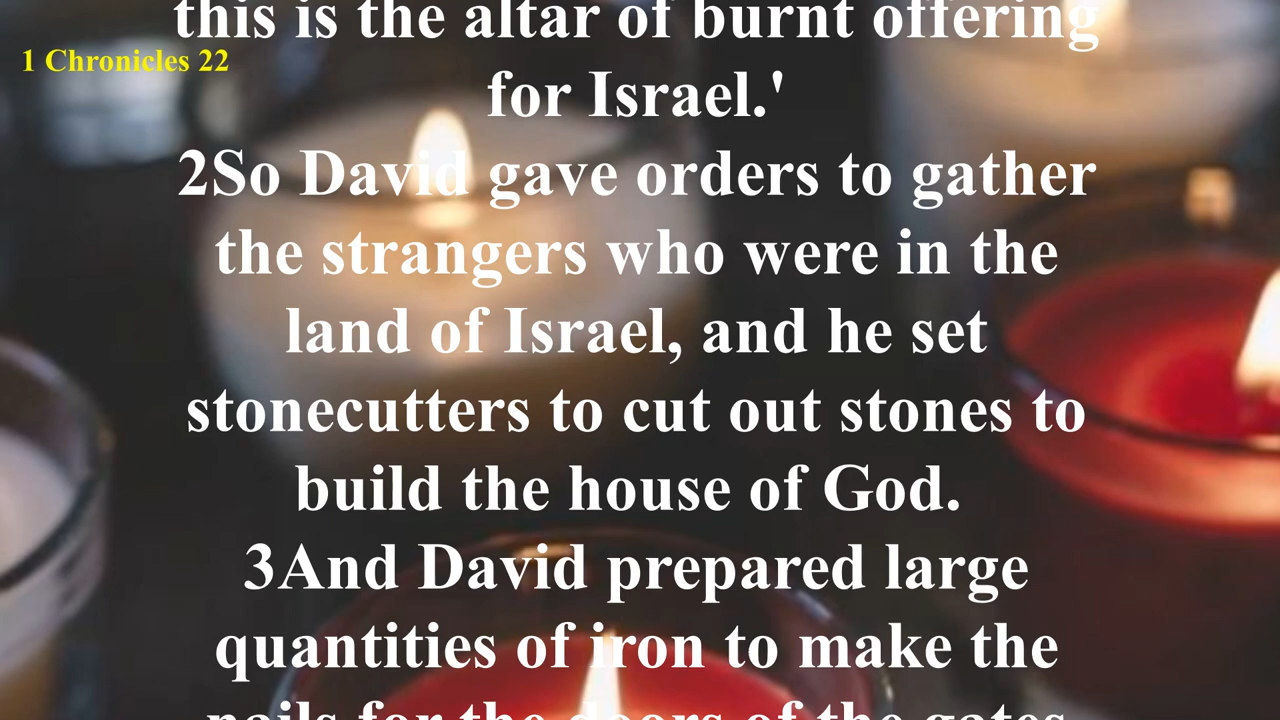 this is the altar of burnt offering
1 Chronicles 22
for Israel.'
2So David gave orders to gather
the strangers who were in the
land of Israel, and he set
stonecutters to cut out stones to
build the house of God.
3And David prepared large
quantities of iron to make the
nails for the doors of the gates